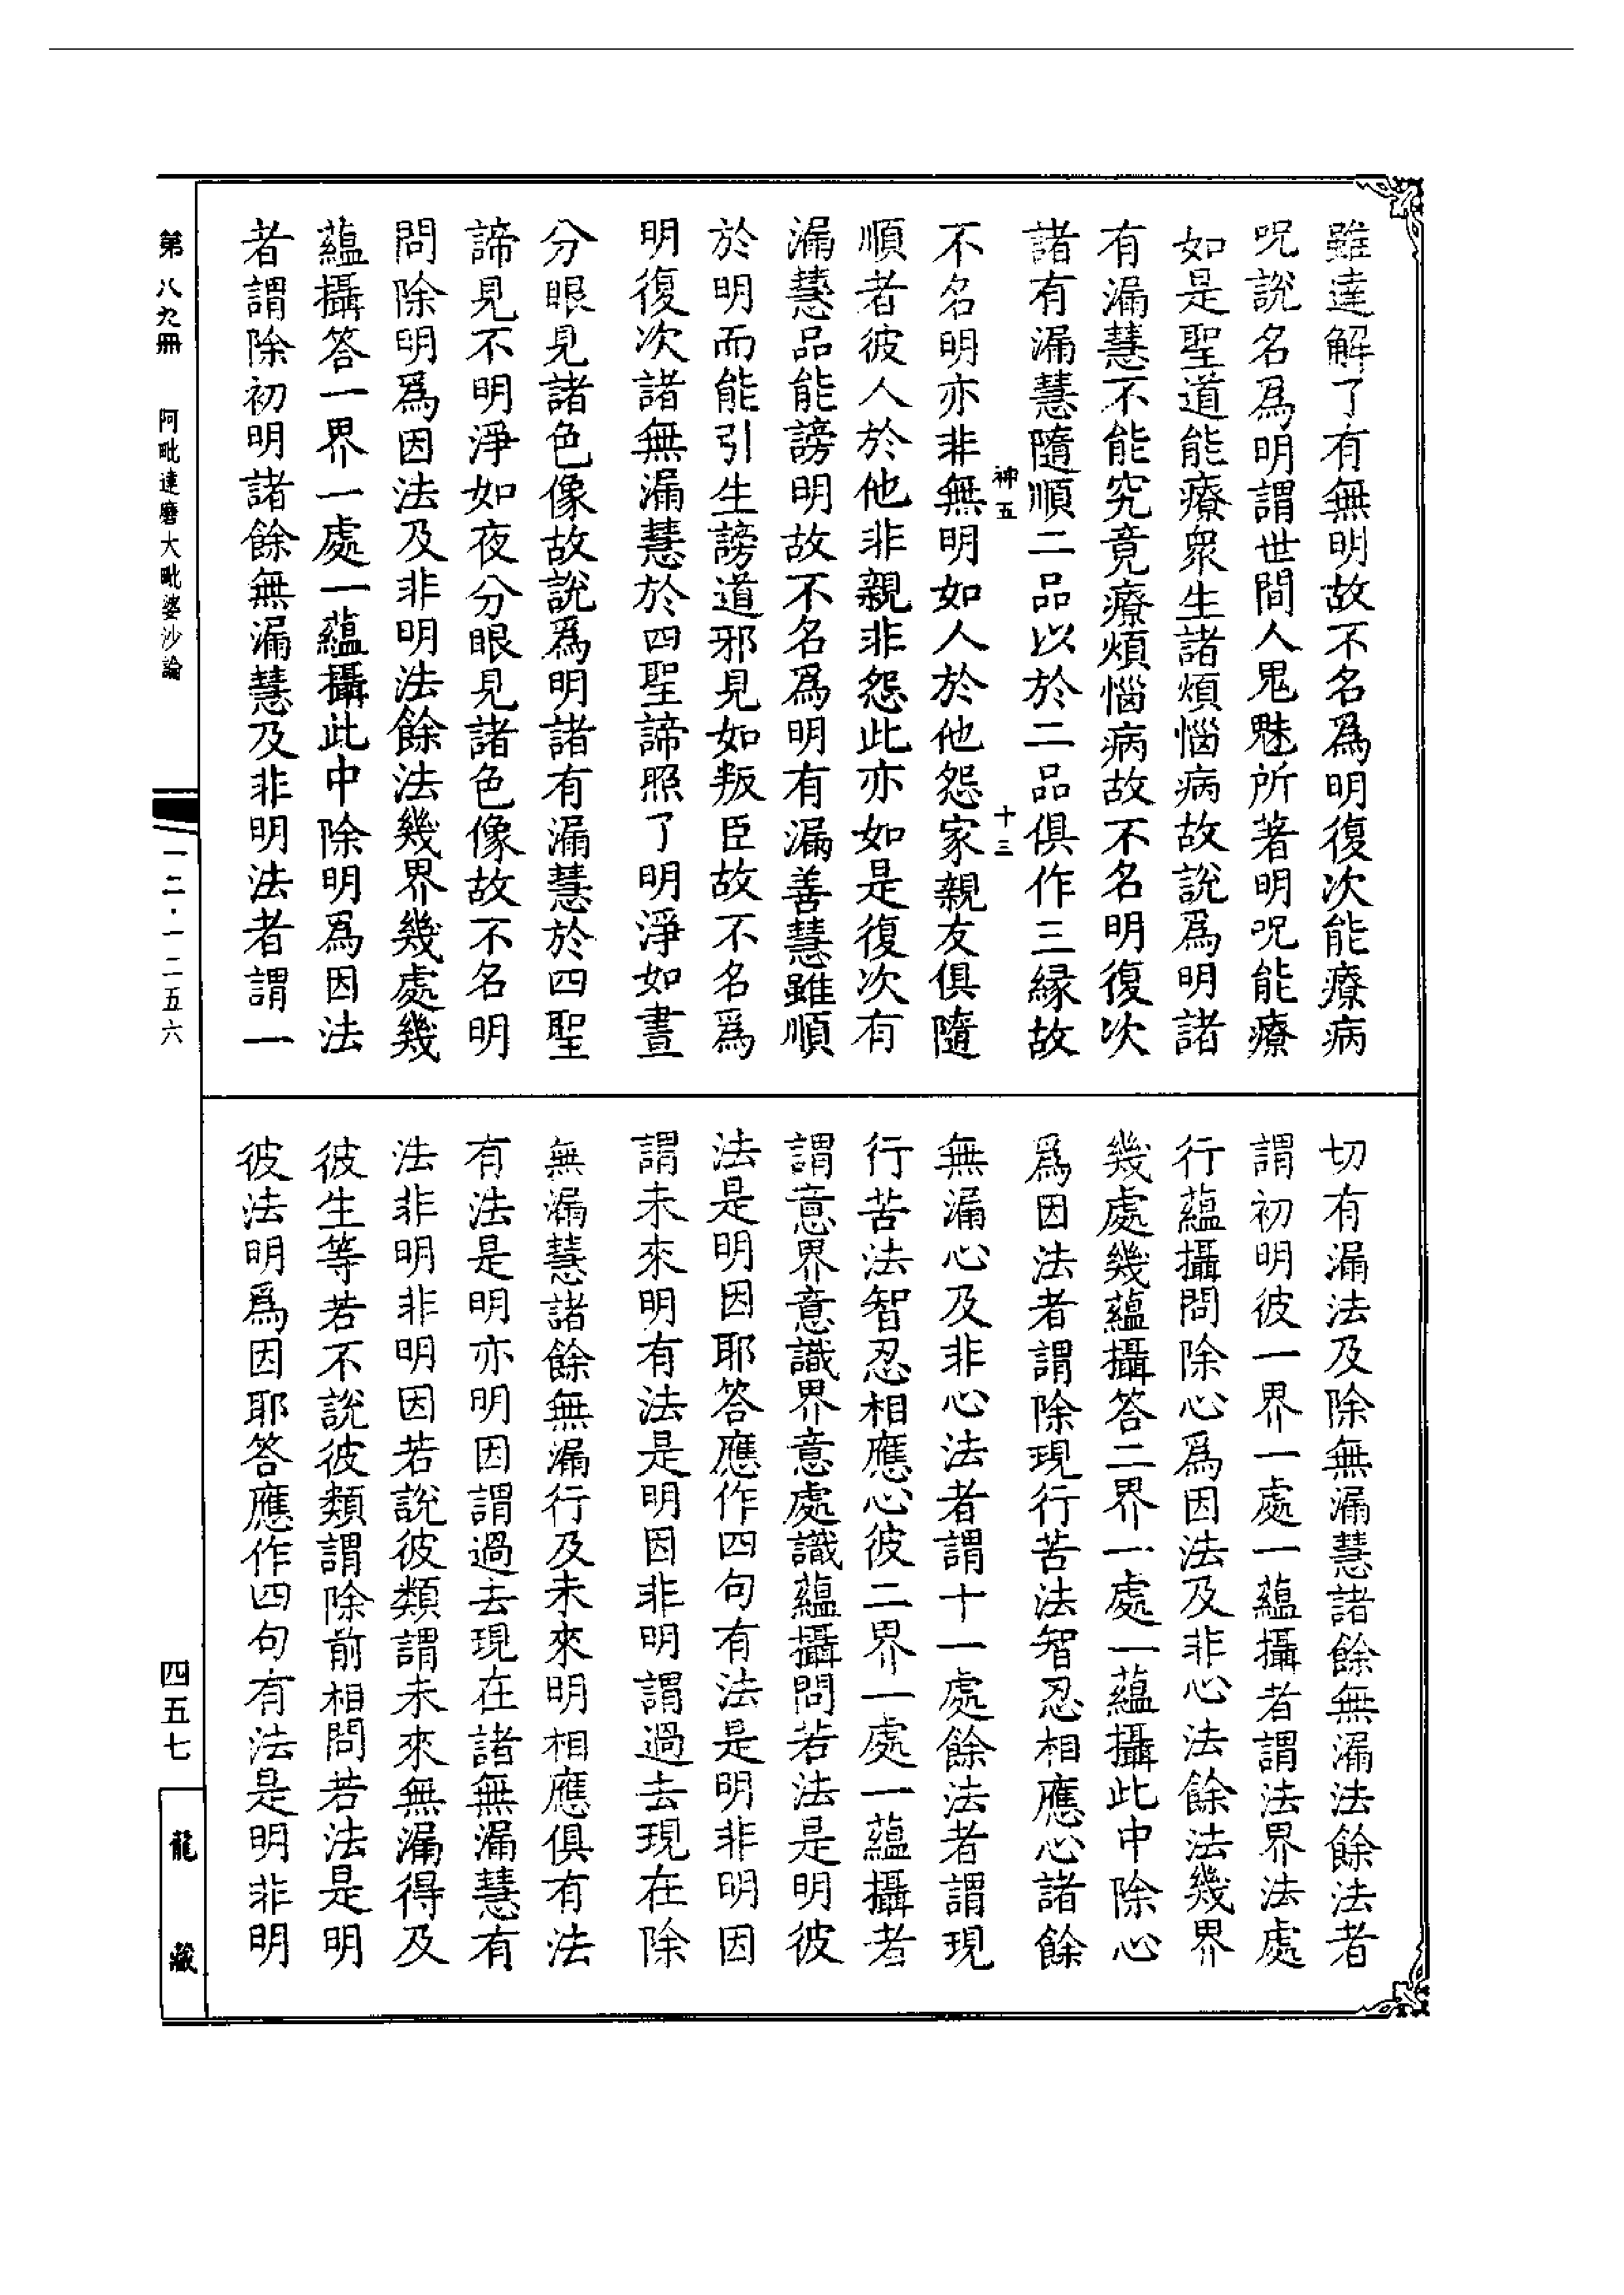 雖達解了有無明故不名爲明復次能療病
呪說名爲明謂世間人鬼魅所著明呪能療
如是聖道能療衆生諸煩惱病故說爲明諸
有漏慧不能究竟療煩惱病故不名明復次
諸有漏慧隨順二品以於二品俱作三緣故
神五
十三
不名明亦非無明如人於他怨家親友俱隨
順者彼人於他非親非怨此亦如是復次有
漏慧品能謗明故不名爲明有漏善慧雖順
於明而能引生謗道邪見如叛臣故不名爲
明復次諸無漏慧於四聖諦照了明淨如晝
分眼見諸色像故說爲明諸有漏慧於四聖
諦見不明淨如夜分眼見諸色像故不名明
問除明爲因法及非明法餘法幾界幾處幾
蘊攝答一界一處一蘊攝此中除明爲因法
者謂除初明諸餘無漏慧及非明法者謂一
切有漏法及除無漏慧諸餘無漏法餘法者
謂初明彼一界一處一蘊攝者謂法界法處
行蘊攝問除心爲因法及非心法餘法幾界
幾處幾蘊攝答二界一處一蘊攝此中除心
爲因法者謂除現行苦法智忍相應心諸餘
無漏心及非心法者謂十一處餘法者謂現
行苦法智忍相應心彼二界一處一蘊攝者
謂意界意識界意處識蘊攝問若法是明彼
法是明因耶答應作四句有法是明非明因
謂未來明有法是明因非明謂過去現在除
無漏慧諸餘無漏行及未來明相應俱有法
有法是明亦明因謂過去現在諸無漏慧有
法非明非明因若說彼類謂未來無漏得及
彼生等若不說彼類謂除前相問若法是明
彼法明爲因耶答應作四句有法是明非明
第八九冊
阿毗達磨大毗婆沙論
一二·一二五六
四五七
龍藏